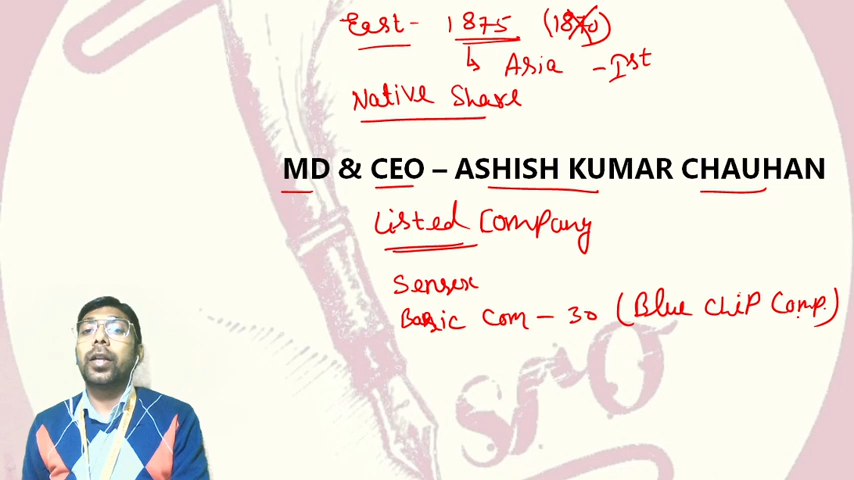 East - 1875 (1870)
↳ Asia - Ist
Native Share
MD & CEO – ASHISH KUMAR CHAUHAN
Listed Company
Sensex
Basic Com - 30 (Blue chiP Comp.)